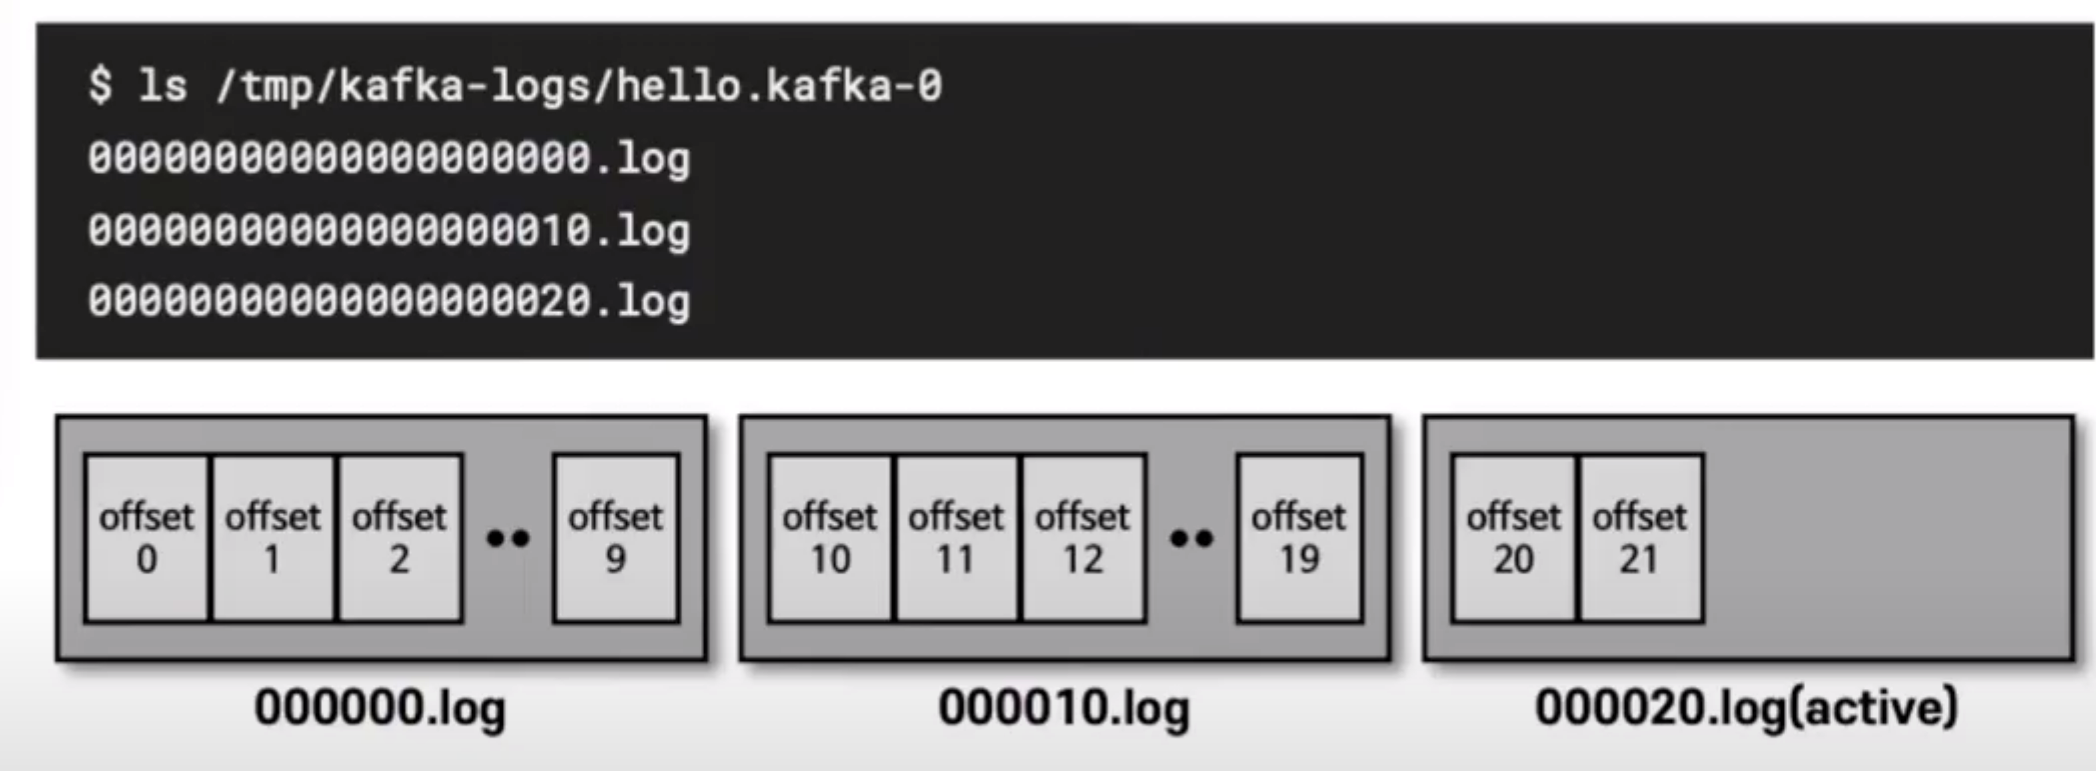 $ ls /tmp/kafka-logs/hello.kafka-0
00000000000000000000.log
00000000000000000010.log
00000000000000000020.log
offset 0
offset 1
offset 2
••
offset 9
offset 10
offset 11
offset 12
••
offset 19
offset 20
offset 21
000000.log
000010.log
000020.log(active)